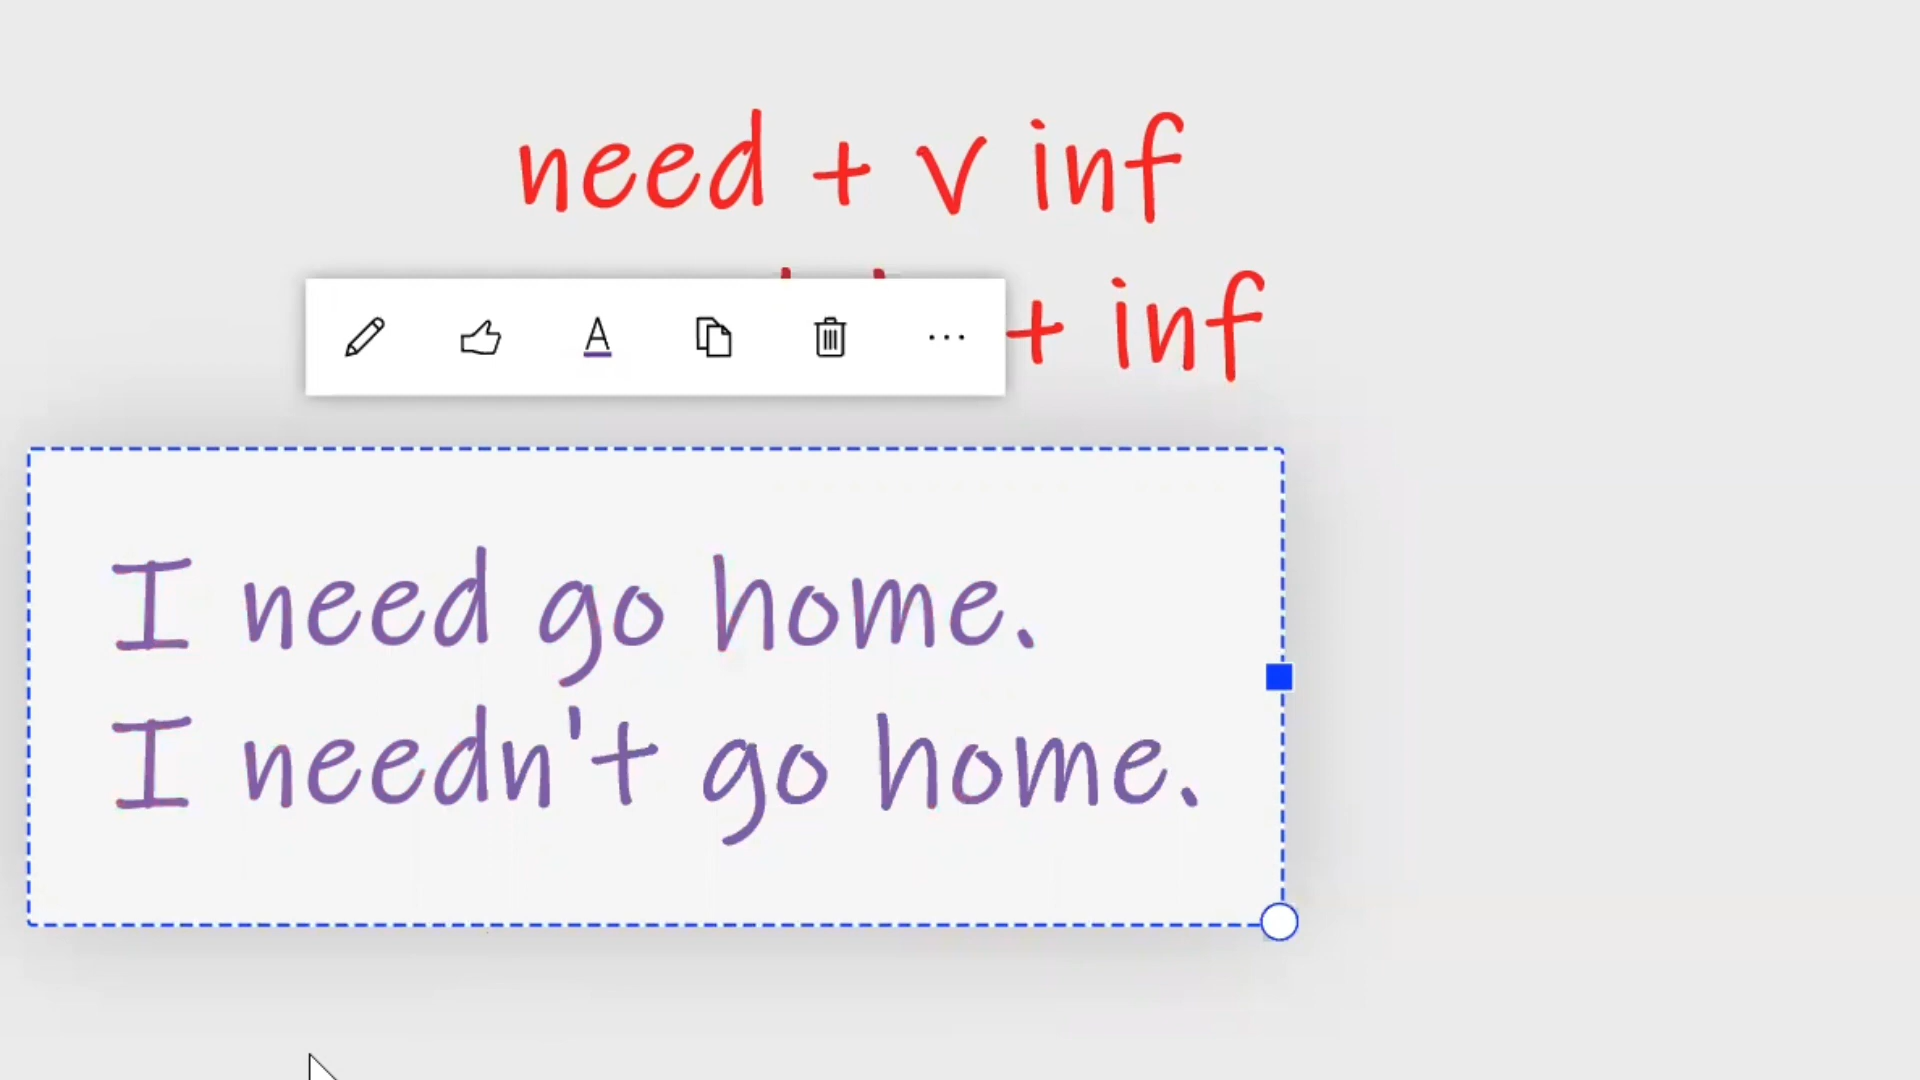 need + v inf
+ inf
I need go home.
I needn't go home.